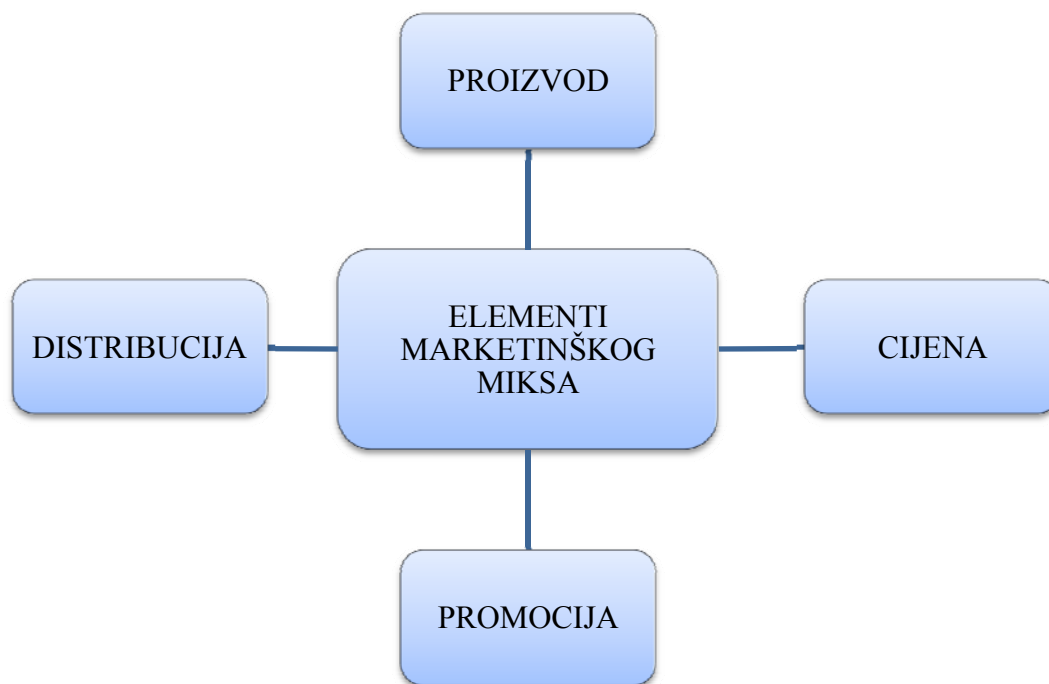 PROIZVOD
DISTRIBUCIJA
ELEMENTI
MARKETINŠKOG
MIKSA
CIJENA
PROMOCIJA